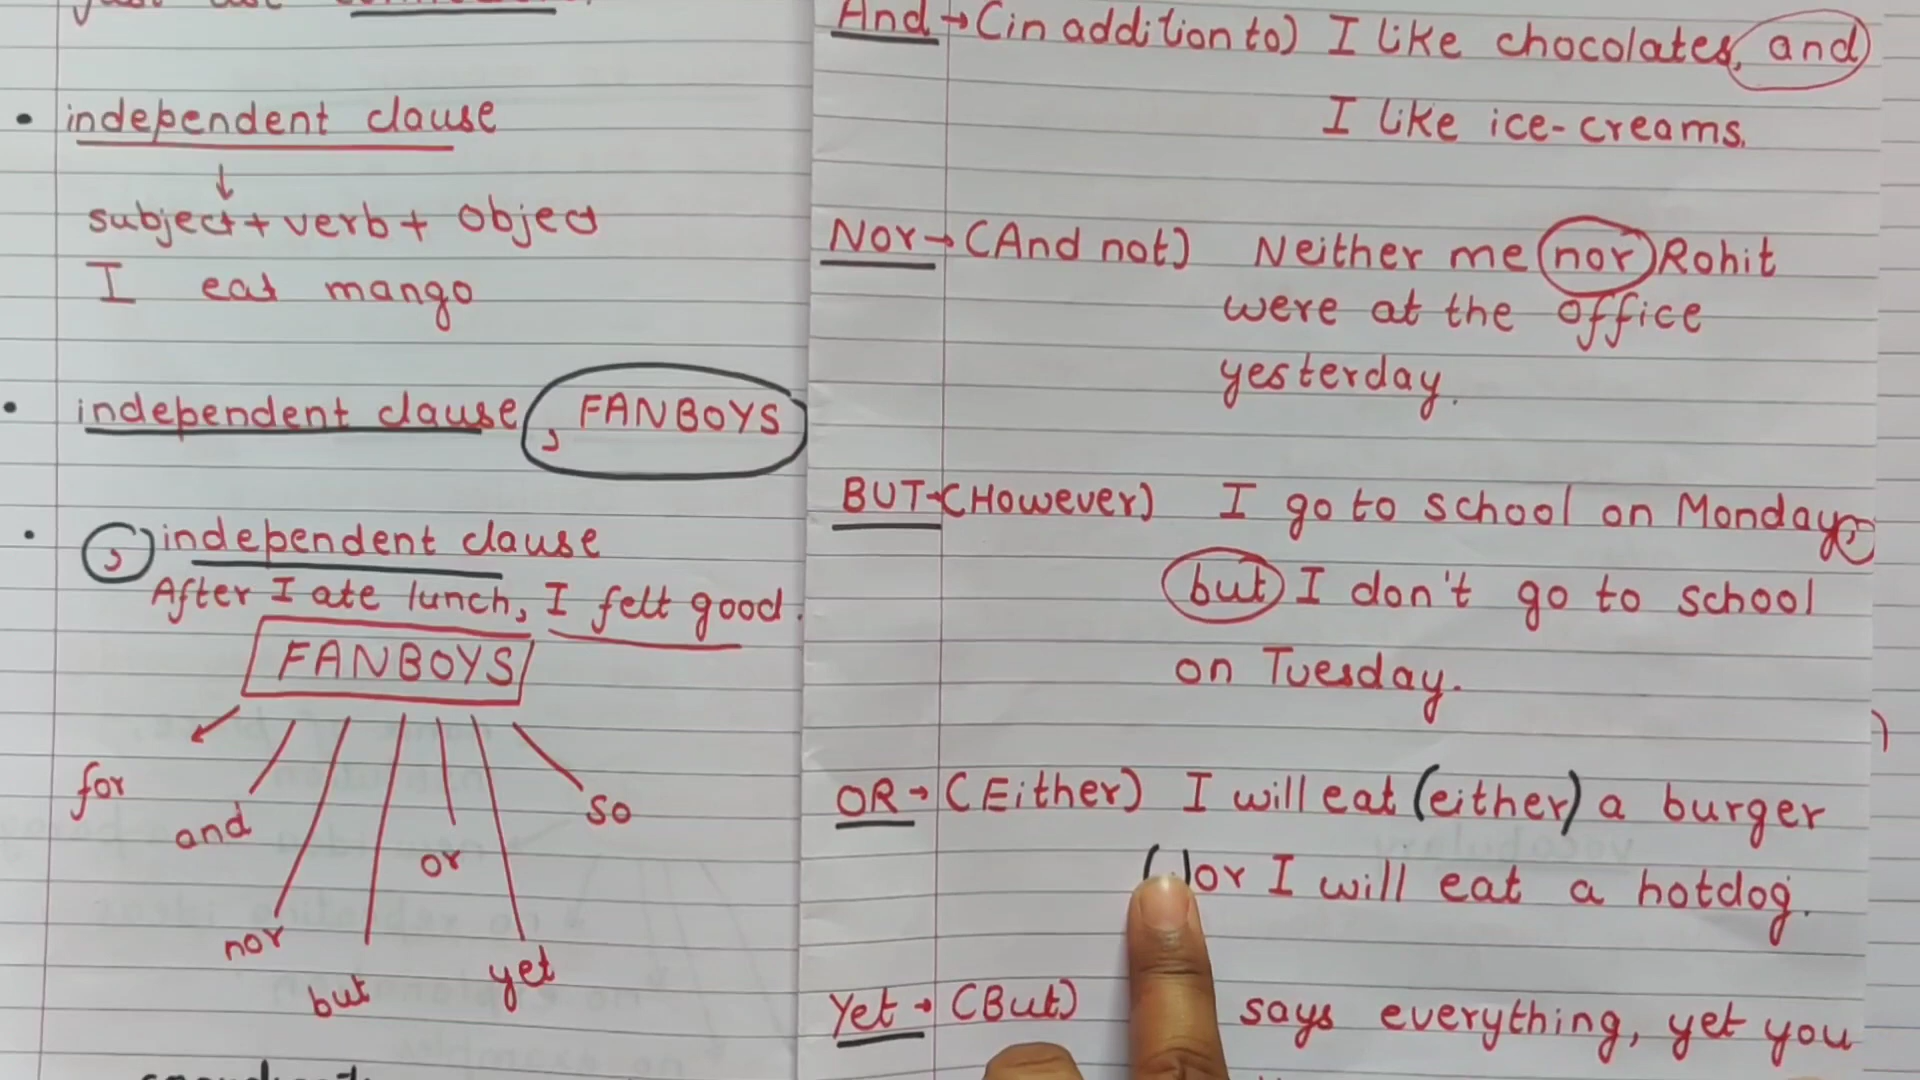 independent clause
subject + verb + object
I eat mango
independent clause, FANBOYS
, independent clause
After I ate lunch, I felt good.
FANBOYS
for
and
nor
but
or
yet
so
And → (in addition to) I like chocolates, and
I like ice-creams.
Nor → (And not) Neither me nor Rohit
were at the office
yesterday.
BUT → (However) I go to school on Monday,
but I don't go to school
on Tuesday.
OR → (Either) I will eat (either) a burger
or I will eat a hotdog.
Yet → (But) says everything, yet you